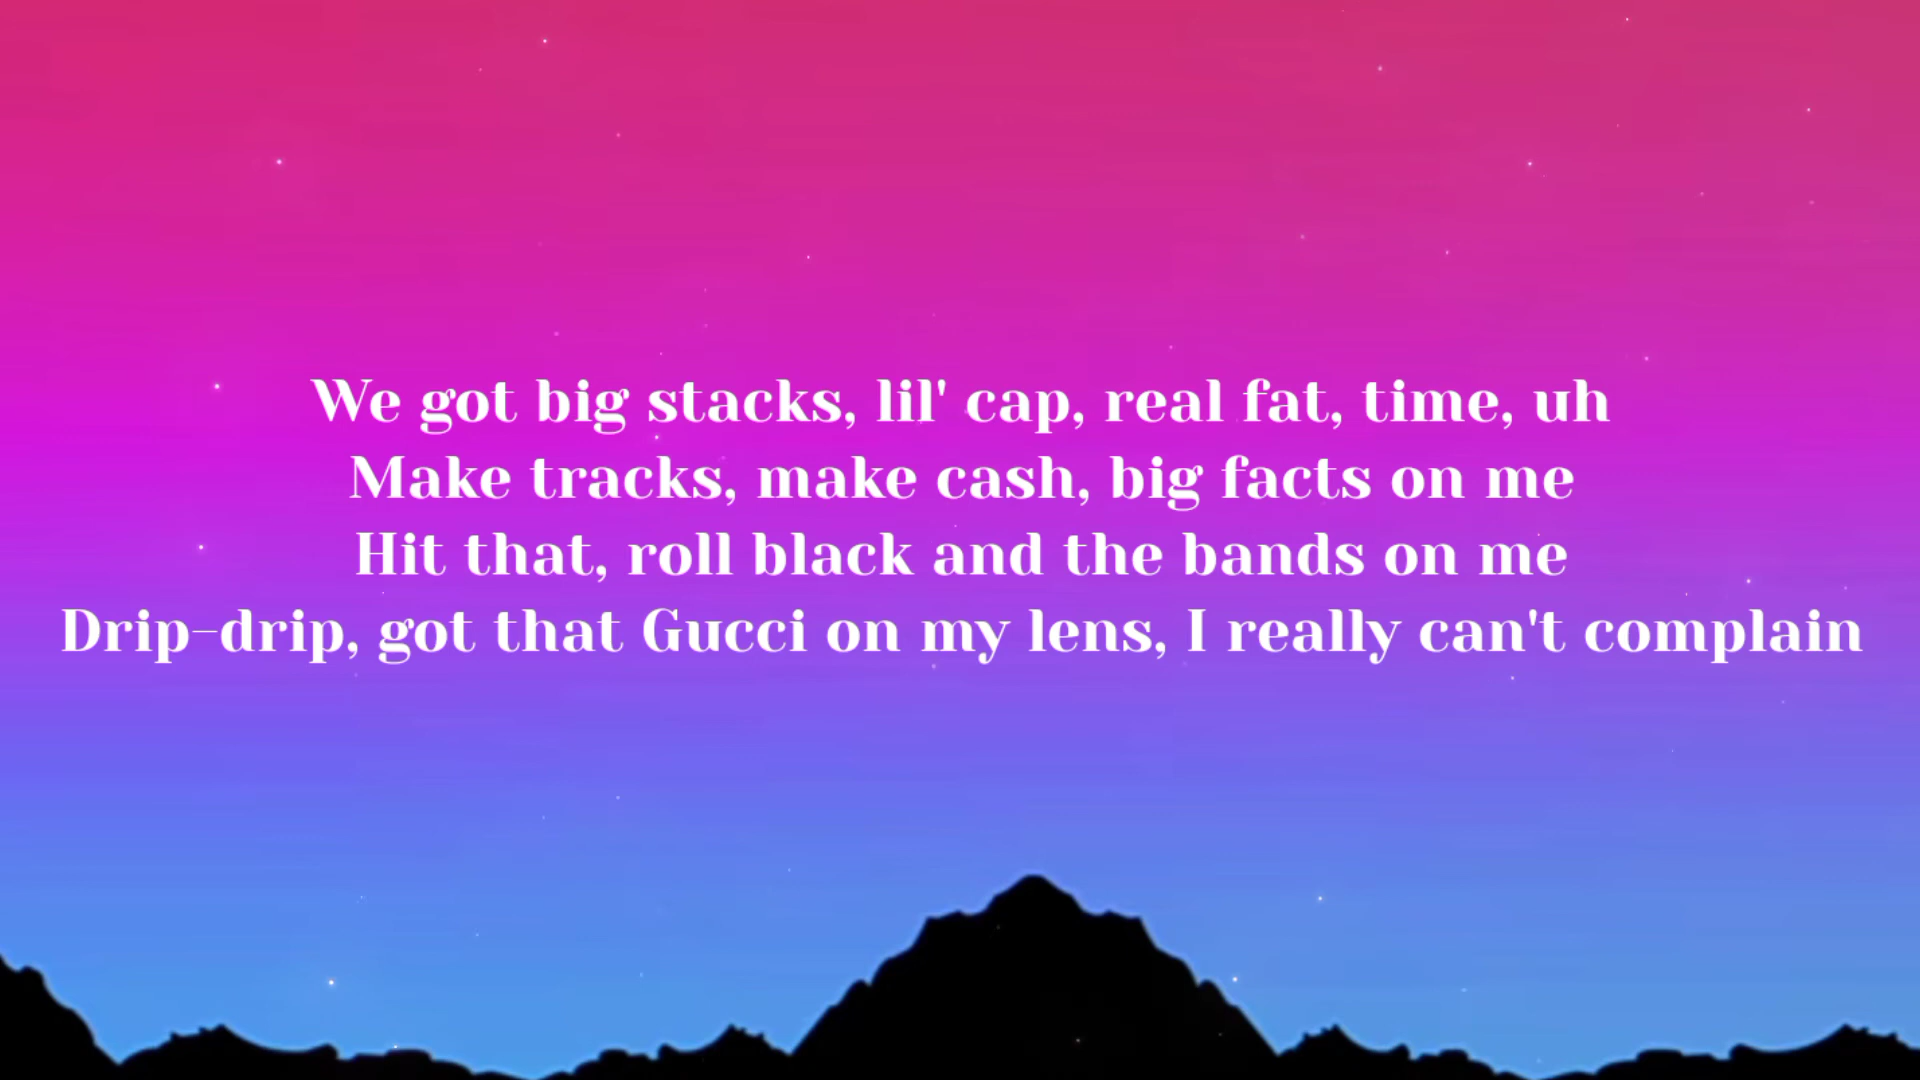 We got big stacks, lil' cap, real fat, time, uh
Make tracks, make cash, big facts on me
Hit that, roll black and the bands on me
Drip-drip, got that Gucci on my lens, I really can't complain